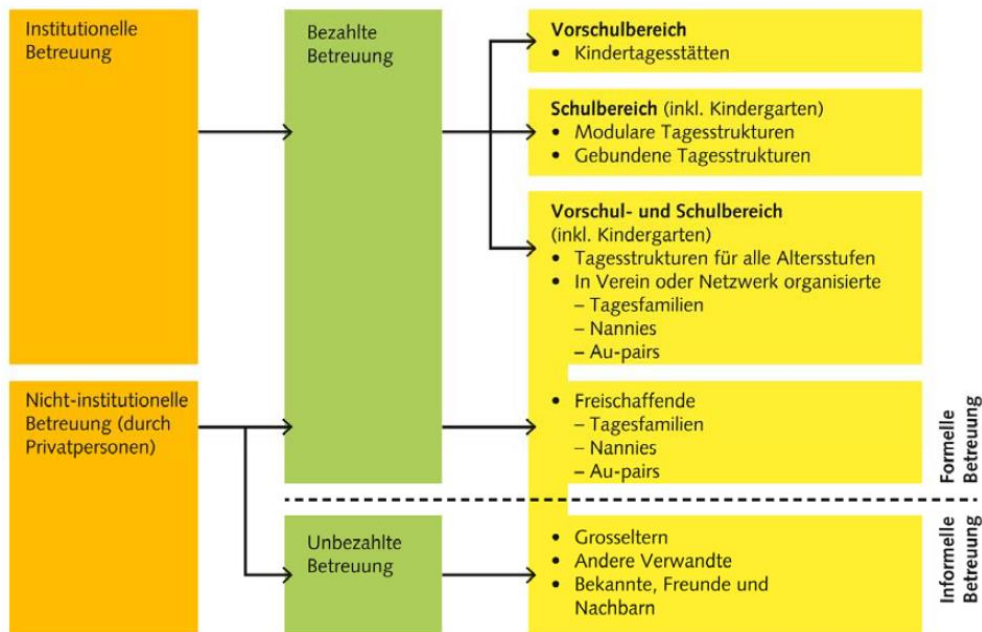 Institutionelle
Betreuung
Bezahlte
Betreuung
Vorschulbereich
• Kindertagesstätten
Schulbereich (inkl. Kindergarten)
• Modulare Tagesstrukturen
• Gebundene Tagesstrukturen
Vorschul- und Schulbereich
(inkl. Kindergarten)
• Tagesstrukturen für alle Altersstufen
• In Verein oder Netzwerk organisierte
– Tagesfamilien
– Nannies
– Au-pairs
Nicht-institutionelle
Betreuung (durch
Privatpersonen)
• Freischaffende
– Tagesfamilien
– Nannies
– Au-pairs
Formelle
Betreuung
Unbezahlte
Betreuung
• Grosseltern
• Andere Verwandte
• Bekannte, Freunde und
Nachbarn
Informelle
Betreuung